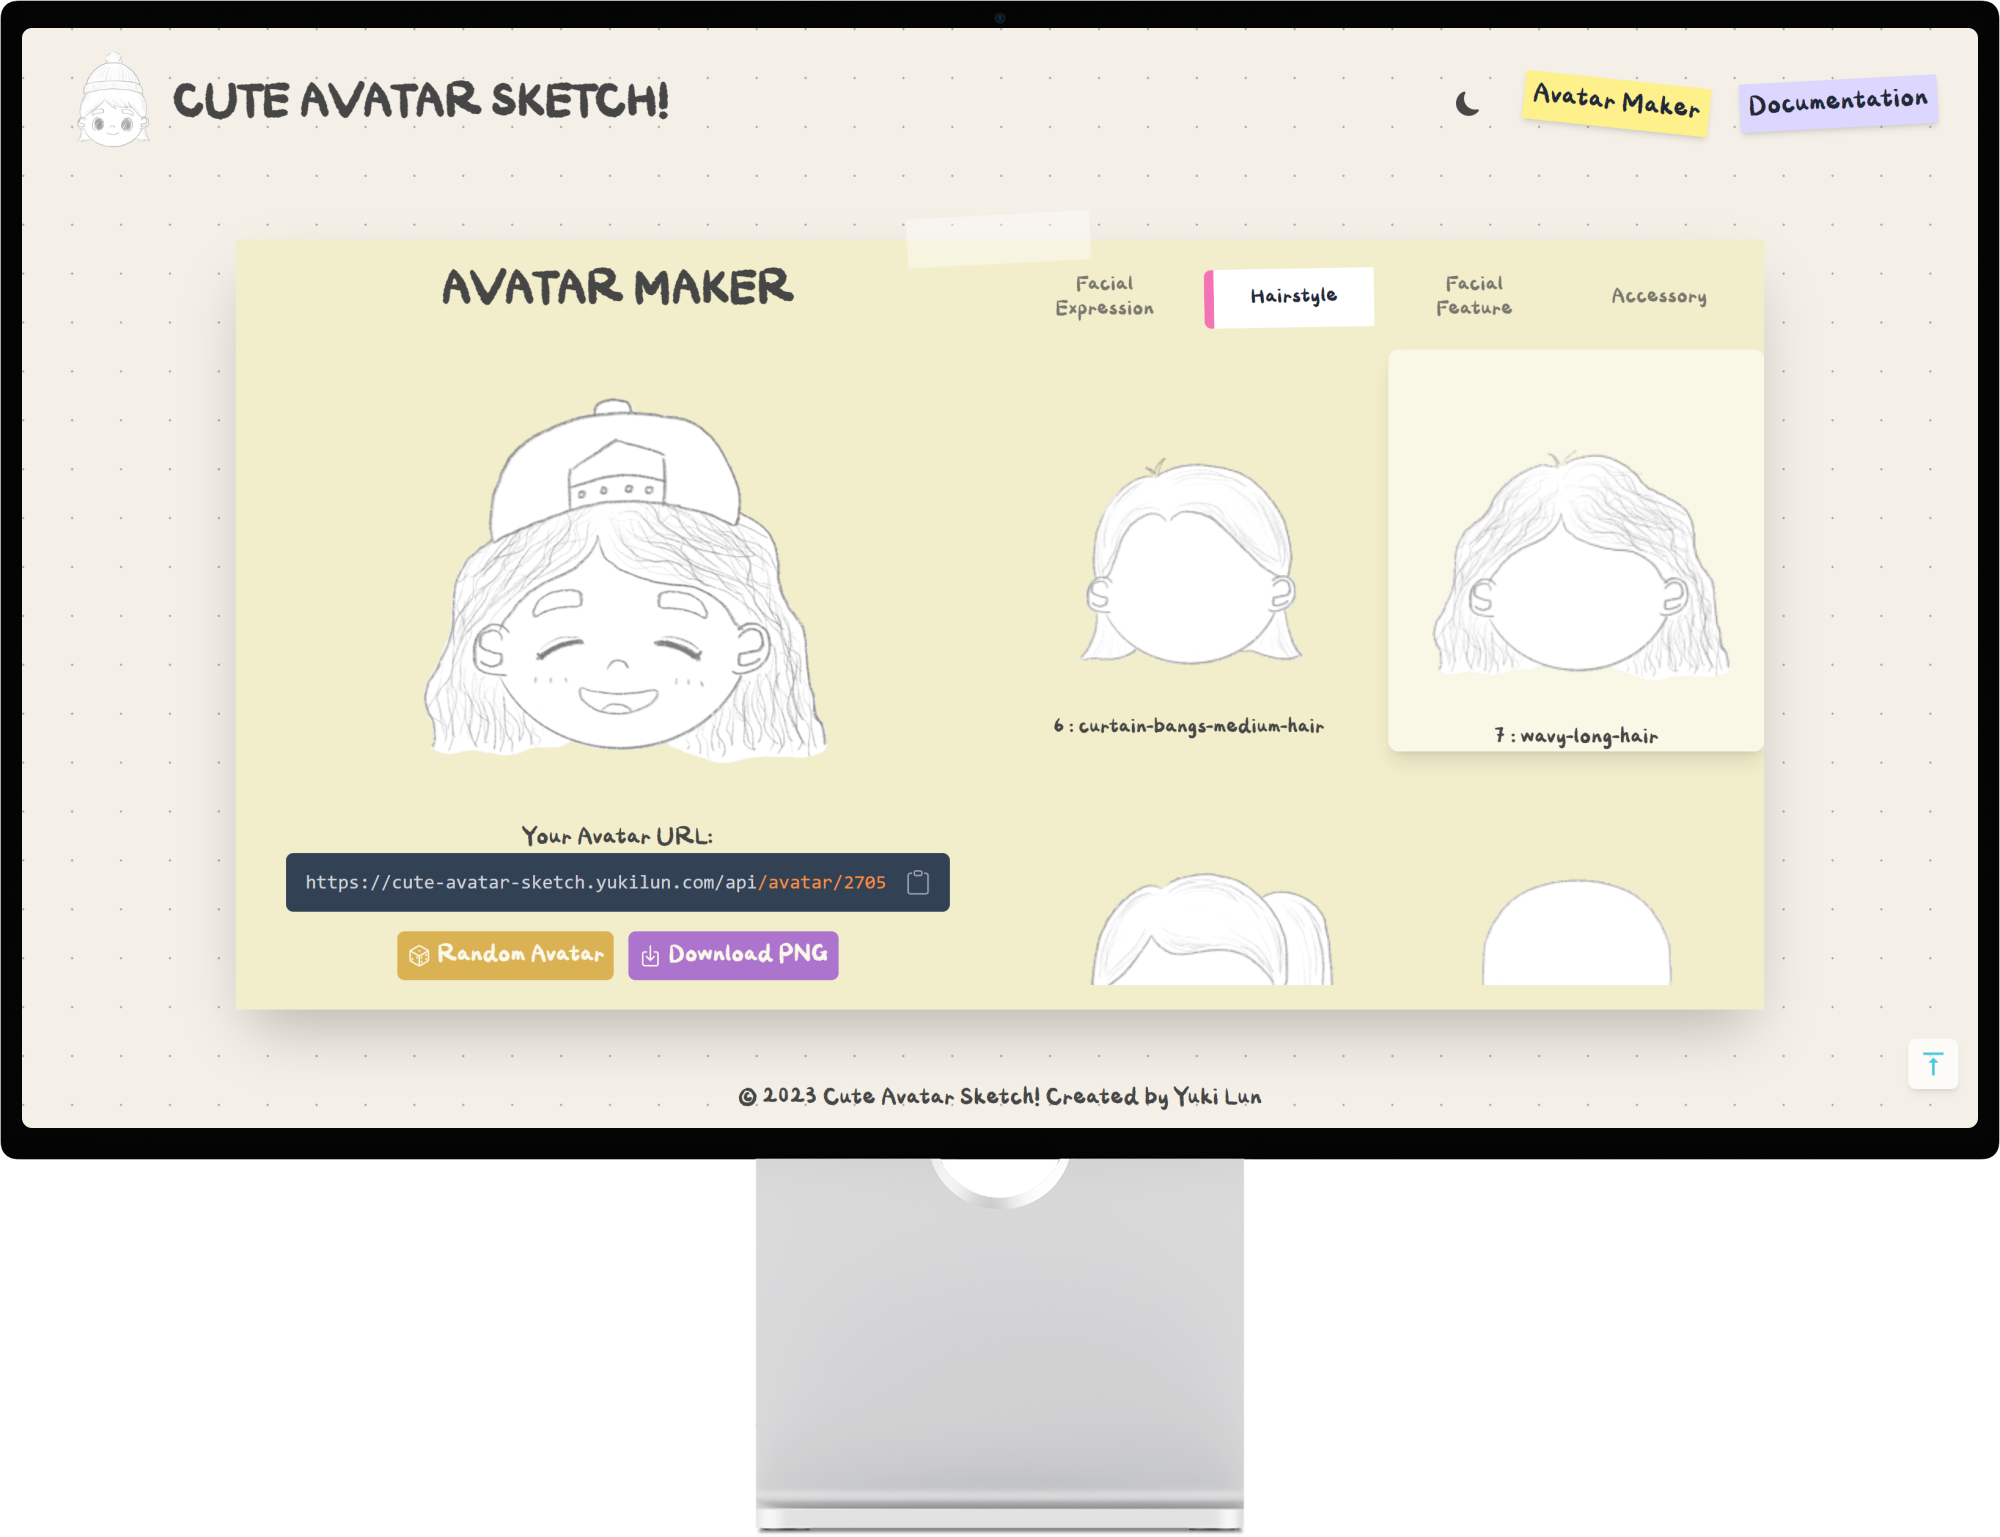 CUTE AVATAR SKETCH!
Avatar Maker
Documentation
AVATAR MAKER
Facial
Expression
Hairstyle
Facial
Feature
Accessory
6 : curtain-bangs-medium-hair
7 : wavy-long-hair
Your Avatar URL:
https://cute-avatar-sketch.yukilun.com/api/avatar/2705
Random Avatar
Download PNG
© 2023 Cute Avatar Sketch! Created by Yuki Lun